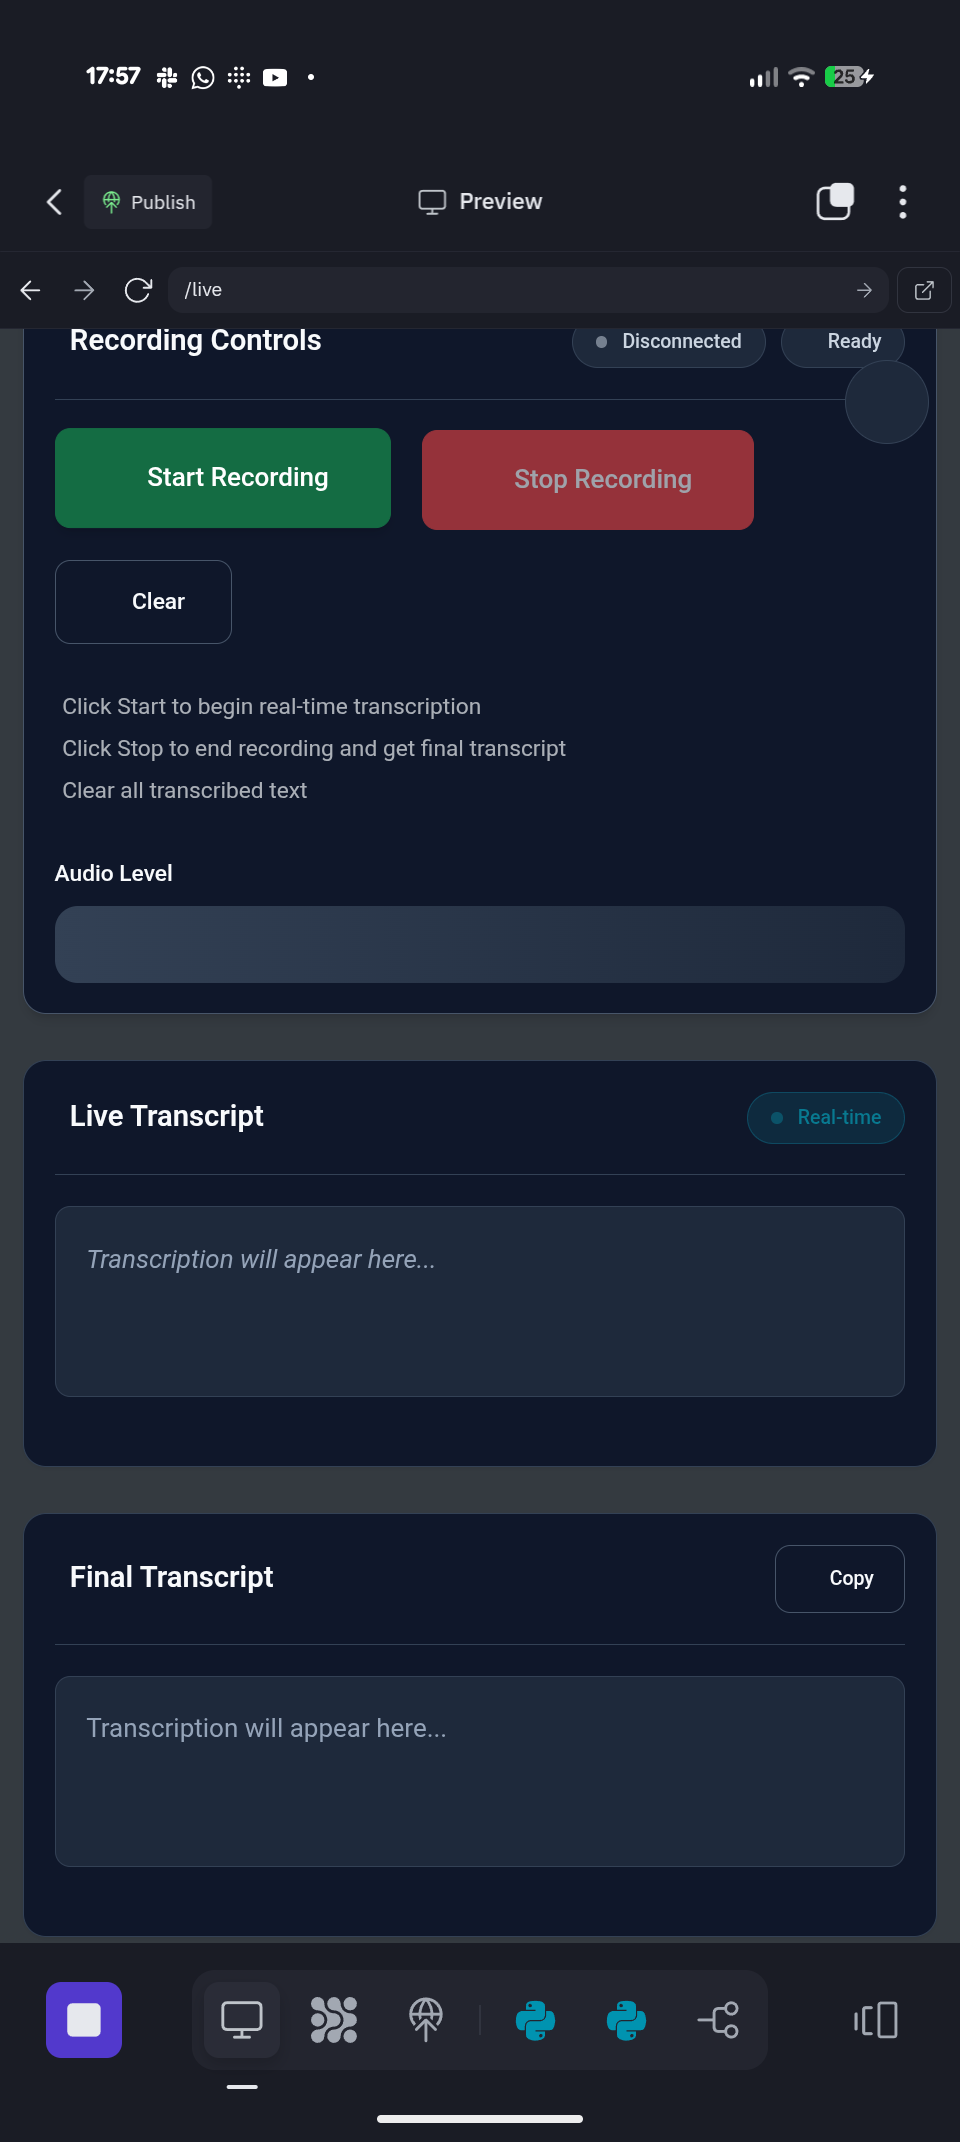 17:57
25
Publish
Preview
/live
Recording Controls
Disconnected
Ready
Start Recording
Stop Recording
Clear
Click Start to begin real-time transcription
Click Stop to end recording and get final transcript
Clear all transcribed text
Audio Level
Live Transcript
Real-time
Transcription will appear here...
Final Transcript
Copy
Transcription will appear here...